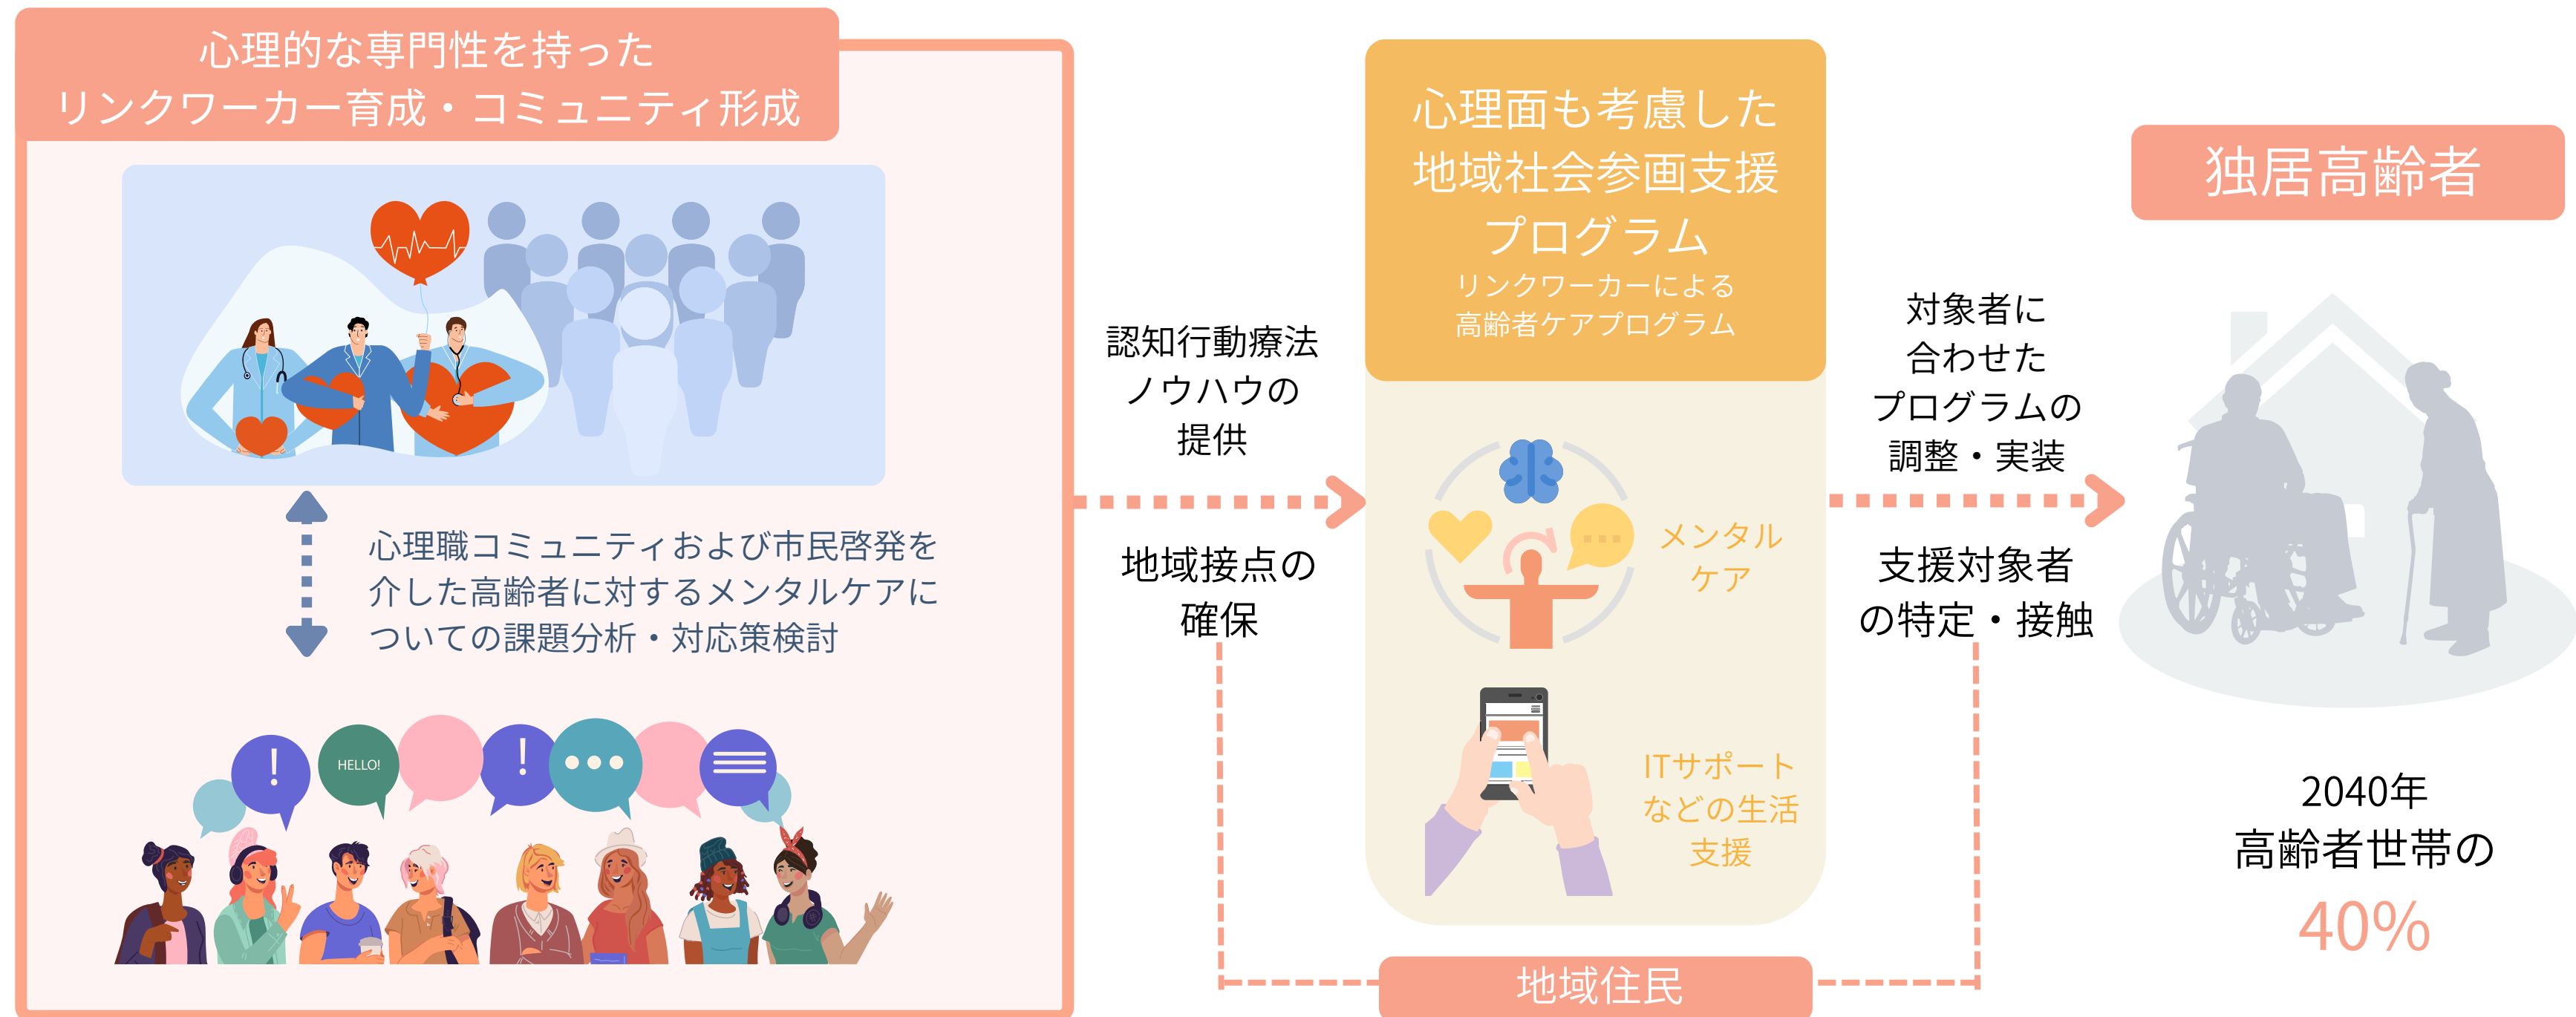 心理的な専門性を持った
リンクワーカー育成・コミュニティ形成
心理職コミュニティおよび市民啓発を
介した高齢者に対するメンタルケアに
ついての課題分析・対応策検討
!
HELLO!
!
認知行動療法
ノウハウの
提供
地域接点の
確保
心理面も考慮した
地域社会参画支援
プログラム
リンクワーカーによる
高齢者ケアプログラム
メンタル
ケア
ITサポート
などの生活
支援
対象者に
合わせた
プログラムの
調整・実装
支援対象者
の特定・接触
地域住民
独居高齢者
2040年
高齢者世帯の
40%